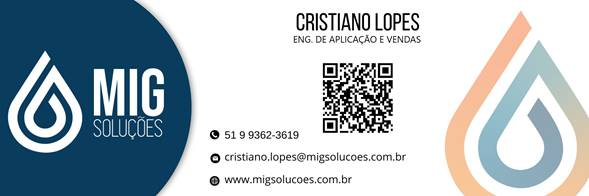 MIG
SOLUÇÕES
CRISTIANO LOPES
ENG. DE APLICAÇÃO E VENDAS
51 9 9362-3619
cristiano.lopes@migsolucoes.com.br
www.migsolucoes.com.br